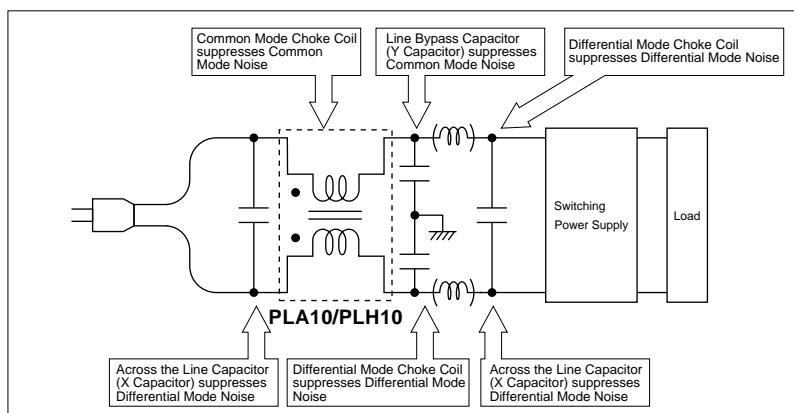 Common Mode Choke Coil
suppresses Common
Mode Noise
Line Bypass Capacitor
(Y Capacitor) suppresses
Common Mode Noise
Differential Mode Choke Coil
suppresses Differential Mode Noise
Switching
Power Supply
Load
PLA10/PLH10
Across the Line Capacitor
(X Capacitor) suppresses
Differential Mode Noise
Differential Mode Choke Coil
suppresses Differential Mode
Noise
Across the Line Capacitor
(X Capacitor) suppresses
Differential Mode Noise